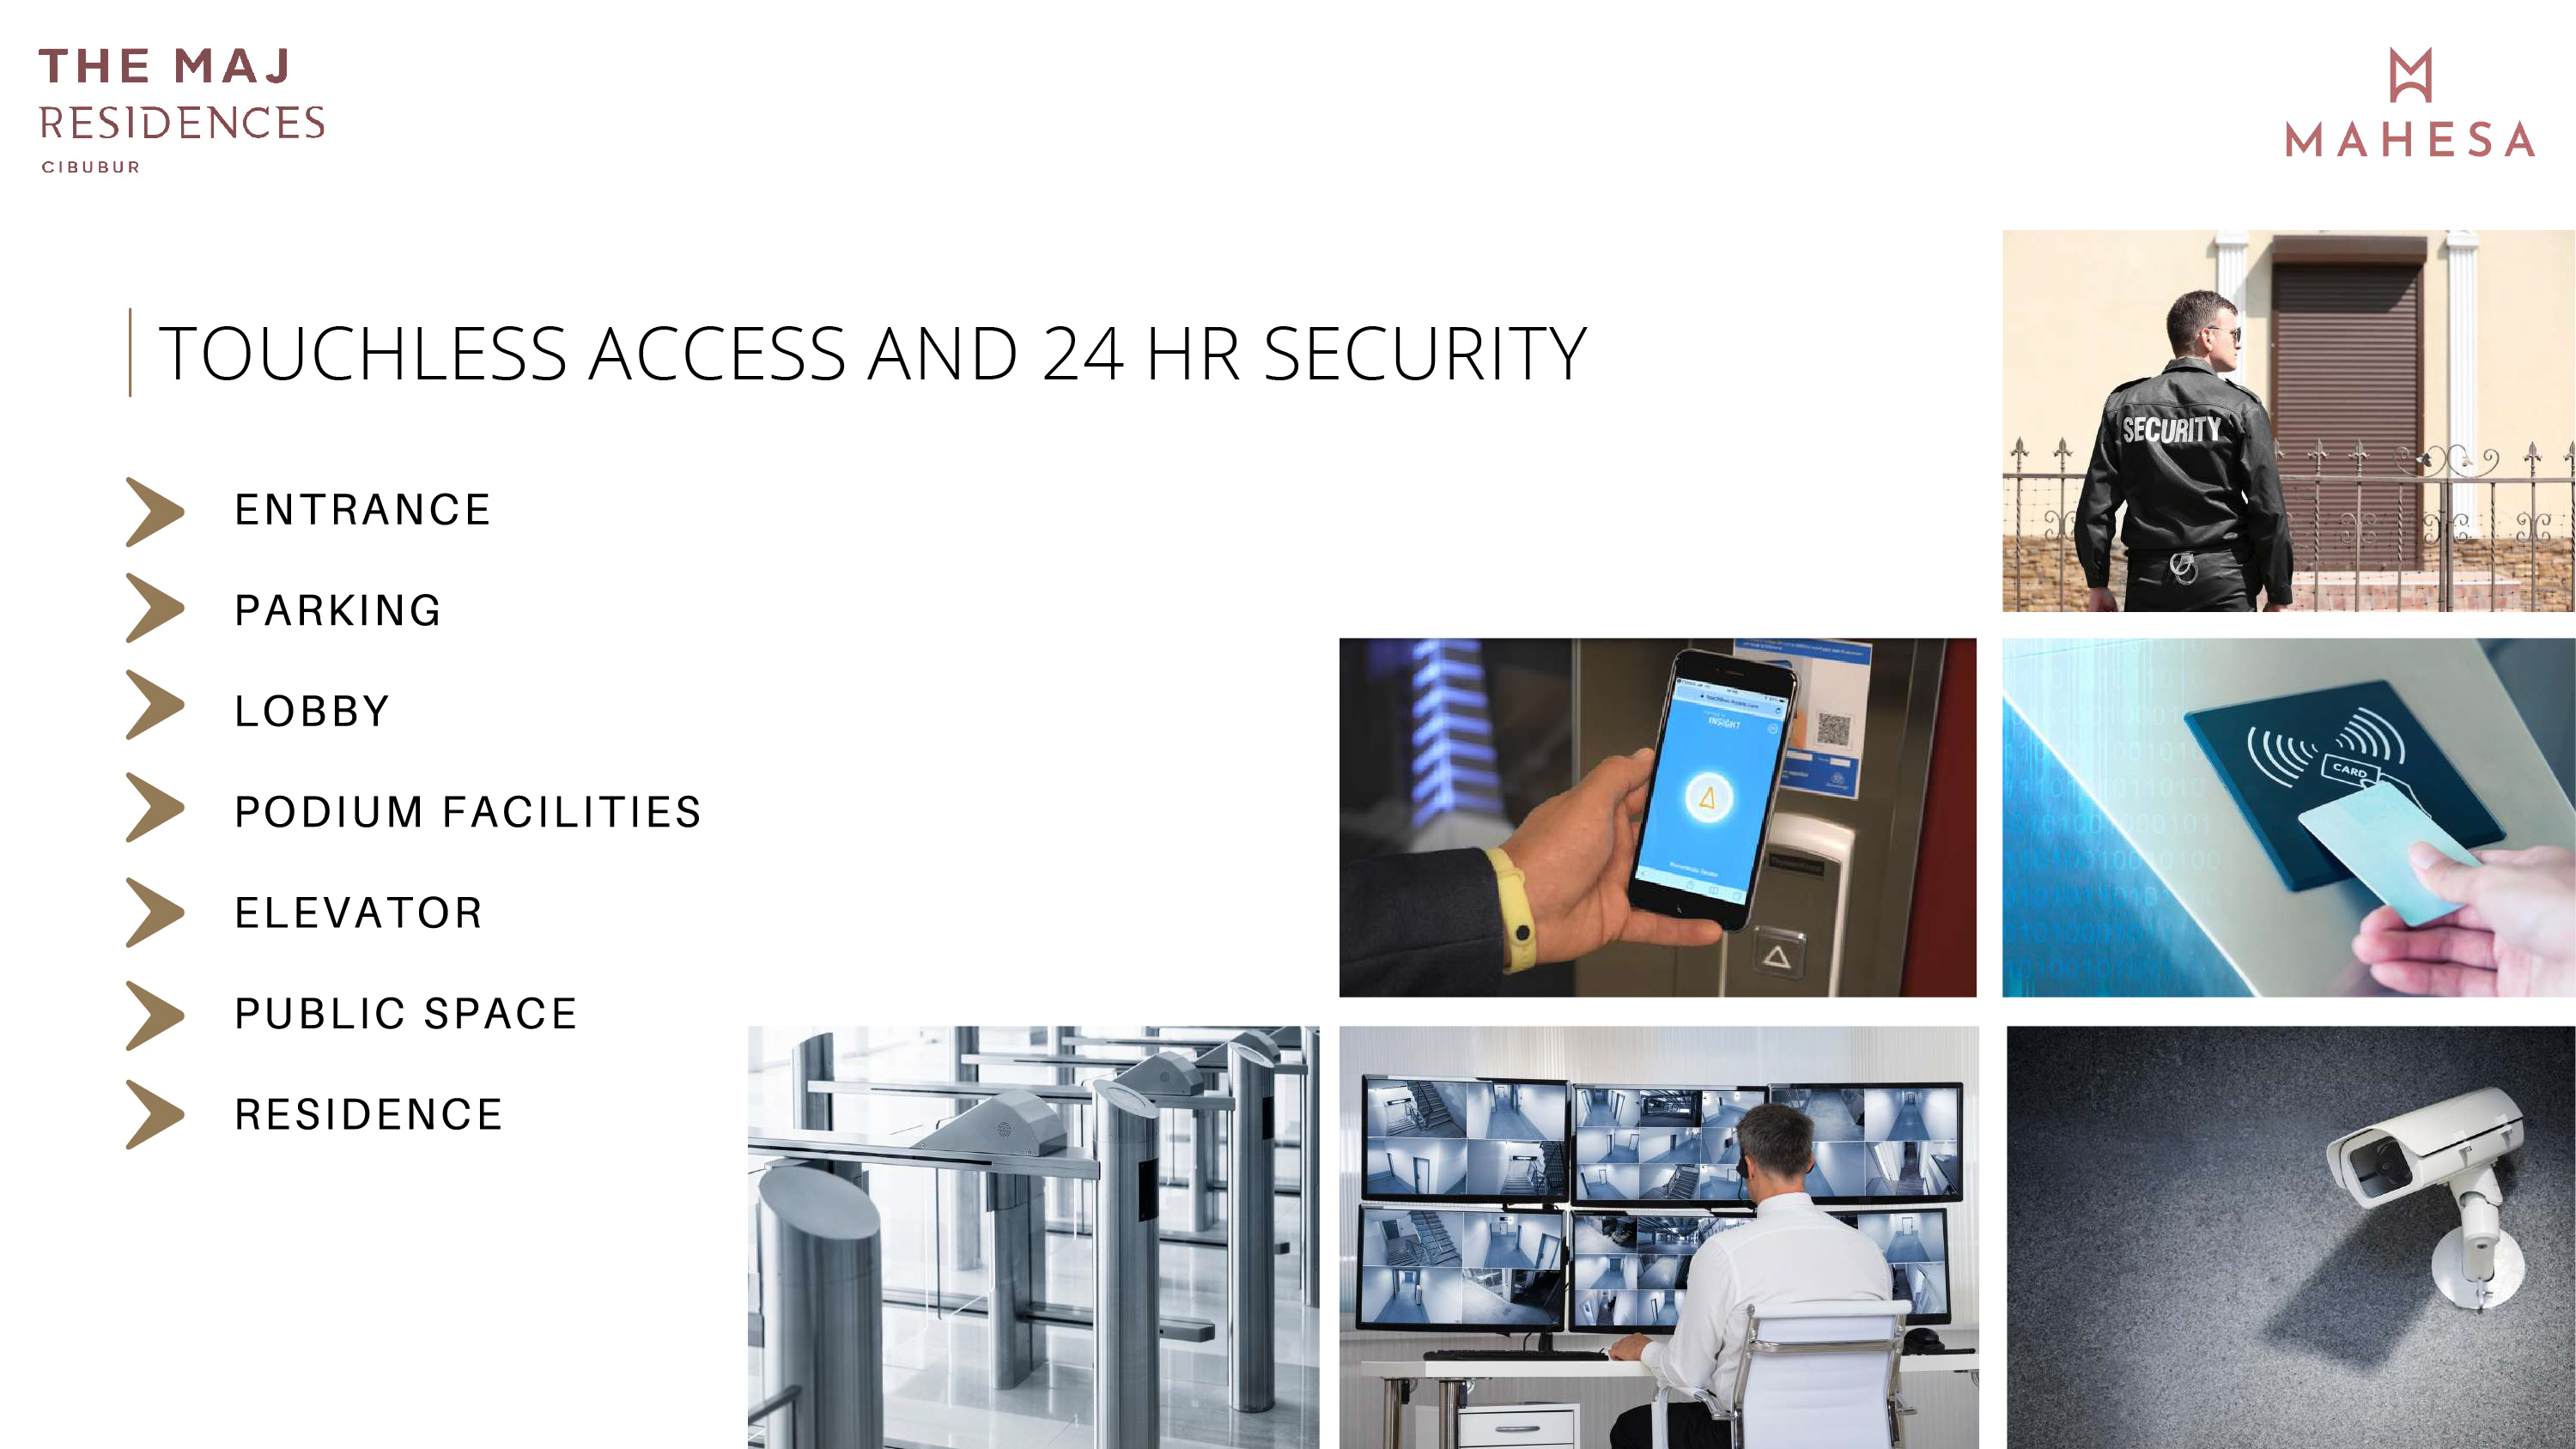 THE MAJ
RESIDENCES
CIBUBUR
MAHESA
TOUCHLESS ACCESS AND 24 HR SECURITY
ENTRANCE
PARKING
LOBBY
PODIUM FACILITIES
ELEVATOR
PUBLIC SPACE
RESIDENCE
SECURITY
INSIGHT
CARD